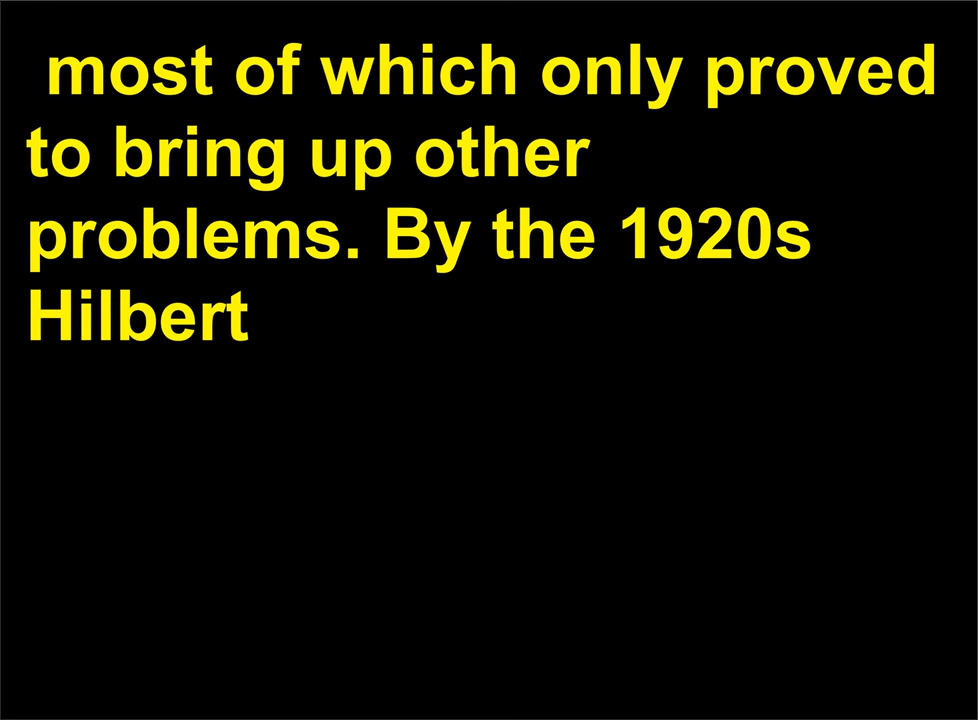 most of which only proved
to bring up other
problems. By the 1920s
Hilbert